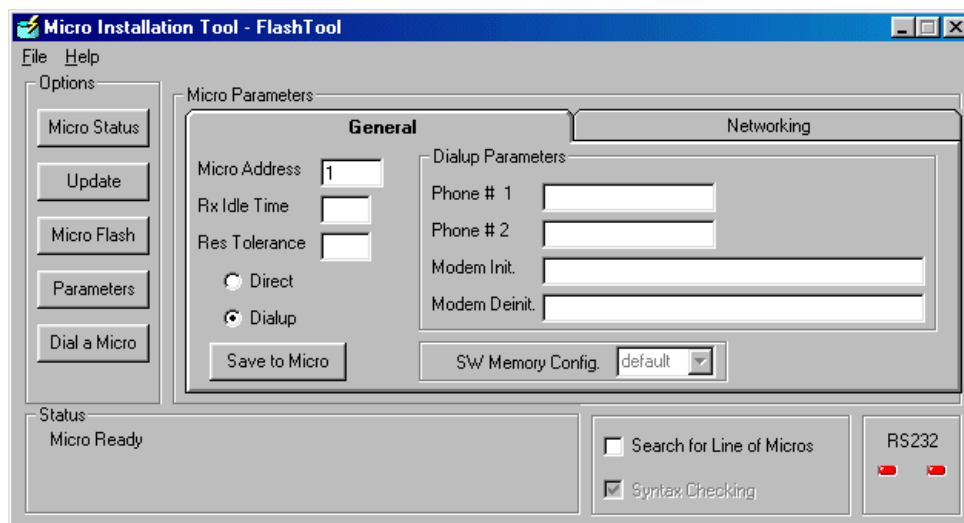 Micro Installation Tool - FlashTool
File Help
Options
Micro Status
Update
Micro Flash
Parameters
Dial a Micro
Micro Parameters
General
Networking
Micro Address 1
Rx Idle Time
Res Tolerance
Direct
Dialup
Save to Micro
Dialup Parameters
Phone # 1
Phone # 2
Modem Init.
Modem Deinit.
SW Memory Config. default
Status
Micro Ready
Search for Line of Micros
Syntax Checking
RS232